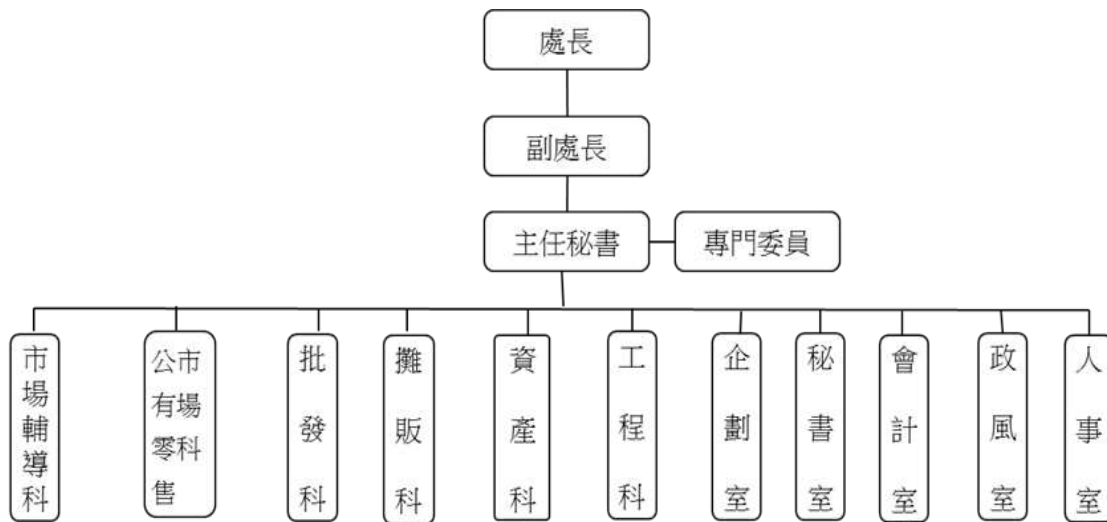 處長
副處長
主任秘書
專門委員
市場輔導科
公有零售
市場科
批發科
攤販科
資產科
工程科
企劃室
秘書室
會計室
政風室
人事室